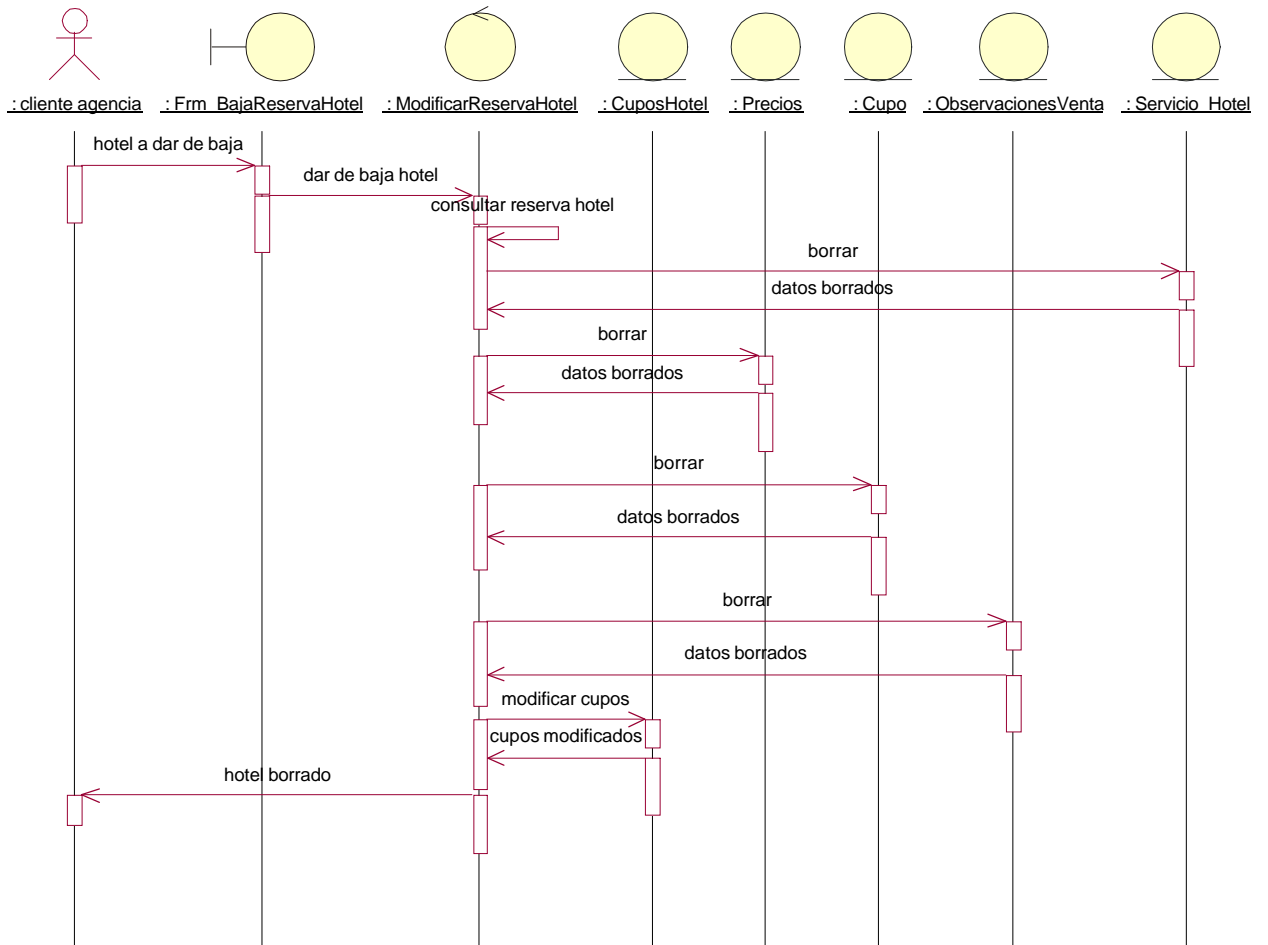 : cliente agencia
: Frm_BajaReservaHotel
: ModificarReservaHotel
: CuposHotel
: Precios
: Cupo
: ObservacionesVenta
: Servicio_Hotel
hotel a dar de baja
dar de baja hotel
consultar reserva hotel
borrar
datos borrados
borrar
datos borrados
borrar
datos borrados
borrar
datos borrados
modificar cupos
cupos modificados
hotel borrado